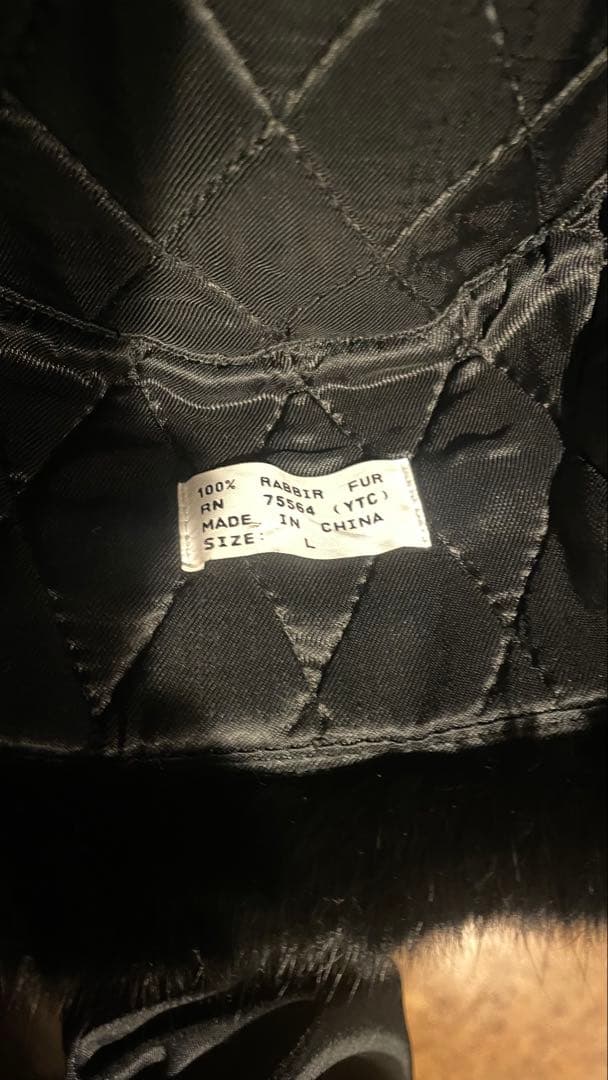 100% RABBIR FUR
RN 75564 (YTC)
MADE IN CHINA
SIZE: L